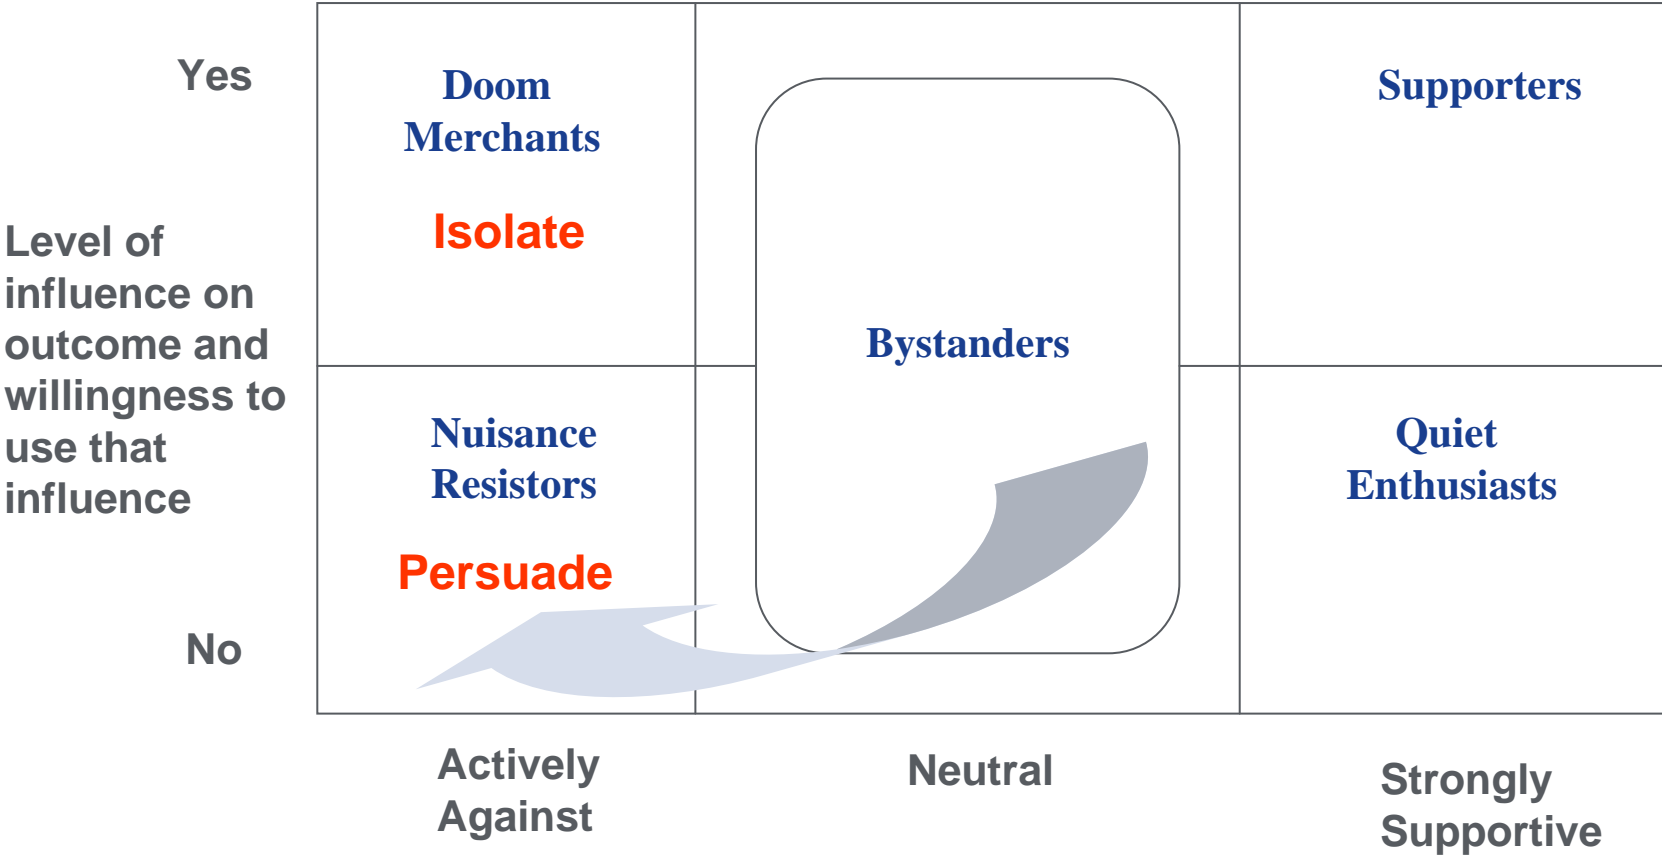 Yes
Doom
Merchants
Supporters
Isolate
Level of
influence on
outcome and
willingness to
use that
influence
Bystanders
Nuisance
Resistors
Quiet
Enthusiasts
Persuade
No
Actively
Against
Neutral
Strongly
Supportive